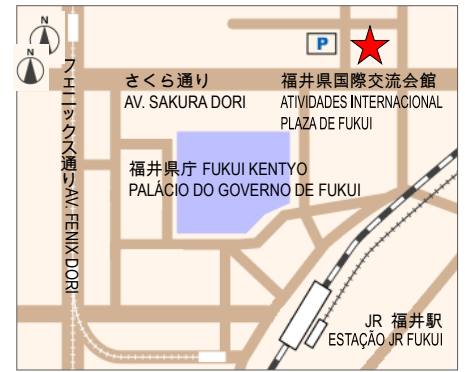 N
N
P
さくら通り
AV. SAKURA DORI
福井県国際交流会館
ATIVIDADES INTERNACIONAL
PLAZA DE FUKUI
フェニックス通り AV. FENIX DORI
福井県庁 FUKUI KENTYO
PALÁCIO DO GOVERNO DE FUKUI
JR 福井駅
ESTAÇÃO JR FUKUI